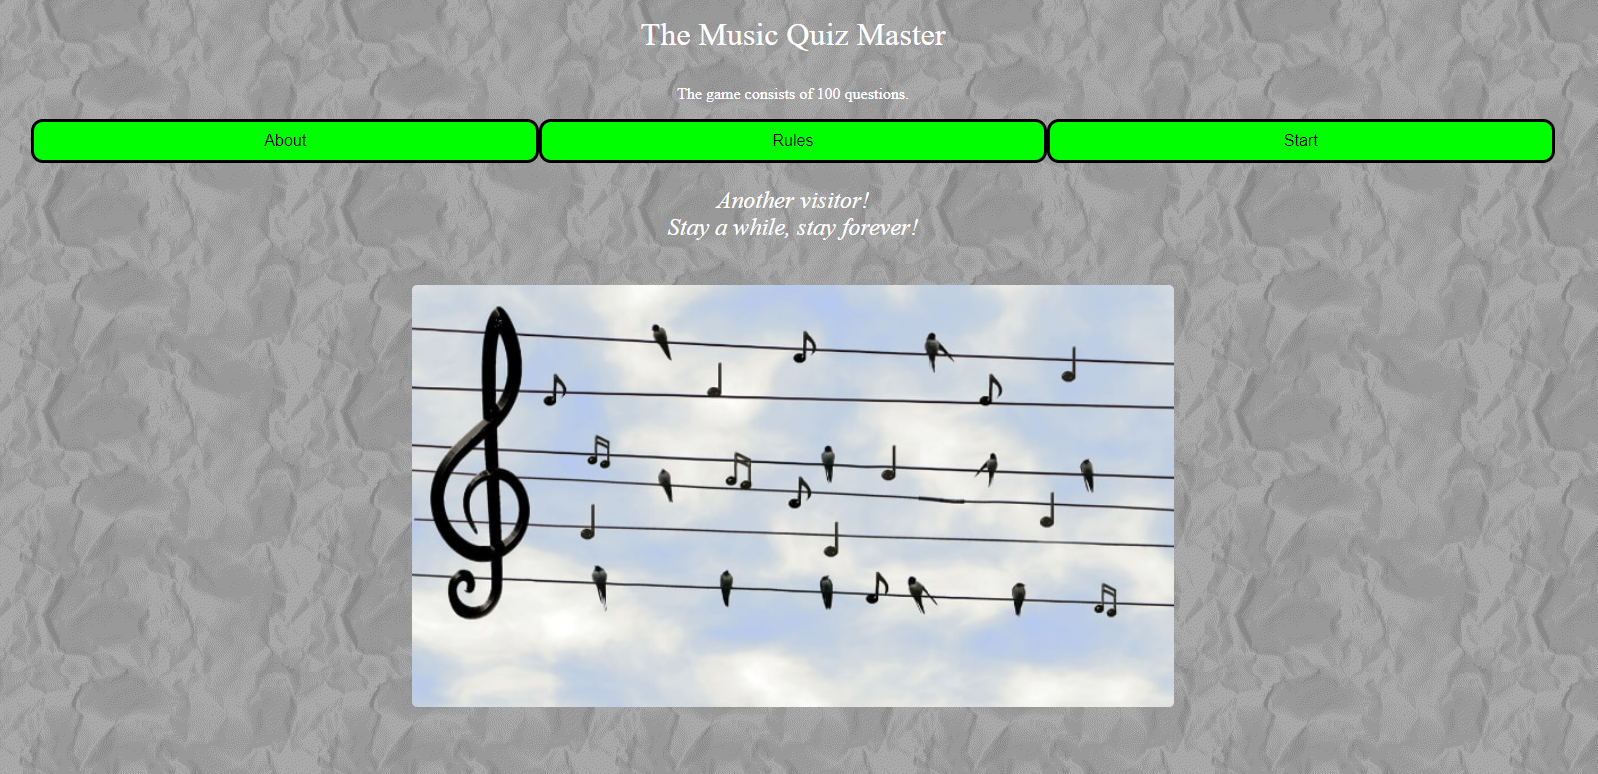 The Music Quiz Master
The game consists of 100 questions.
About
Rules
Start
Another visitor!
Stay a while, stay forever!